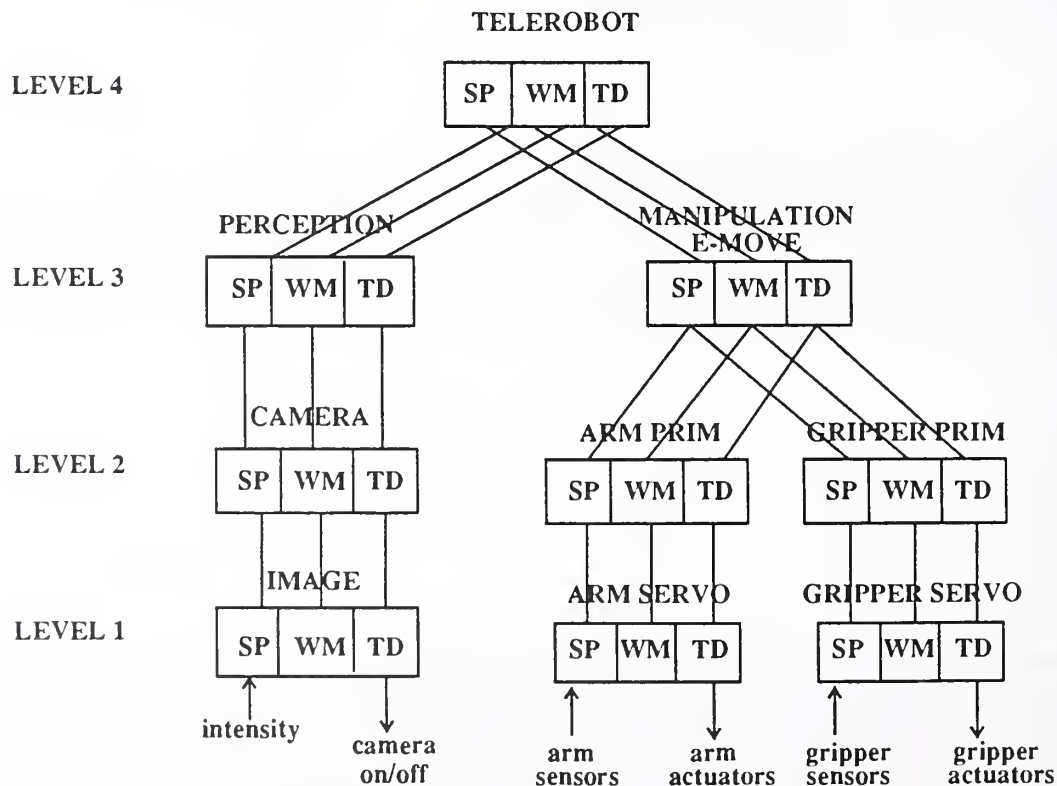 TELEROBOT
LEVEL 4
SP WM TD
PERCEPTION
MANIPULATION
E-MOVE
LEVEL 3
SP WM TD
SP WM TD
CAMERA
ARM PRIM
GRIPPER PRIM
LEVEL 2
SP WM TD
SP WM TD
SP WM TD
IMAGE
ARM SERVO
GRIPPER SERVO
LEVEL 1
SP WM TD
SP WM TD
SP WM TD
intensity
camera
on/off
arm
sensors
arm
actuators
gripper
sensors
gripper
actuators